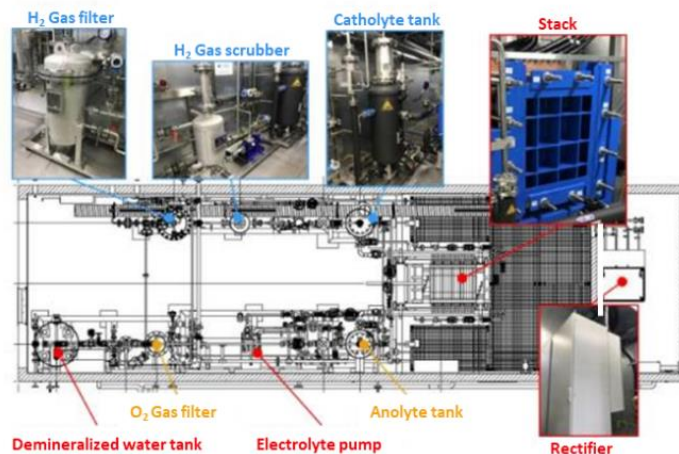 H₂ Gas filter
H₂ Gas scrubber
Catholyte tank
Stack
O₂ Gas filter
Anolyte tank
Demineralized water tank
Electrolyte pump
Rectifier